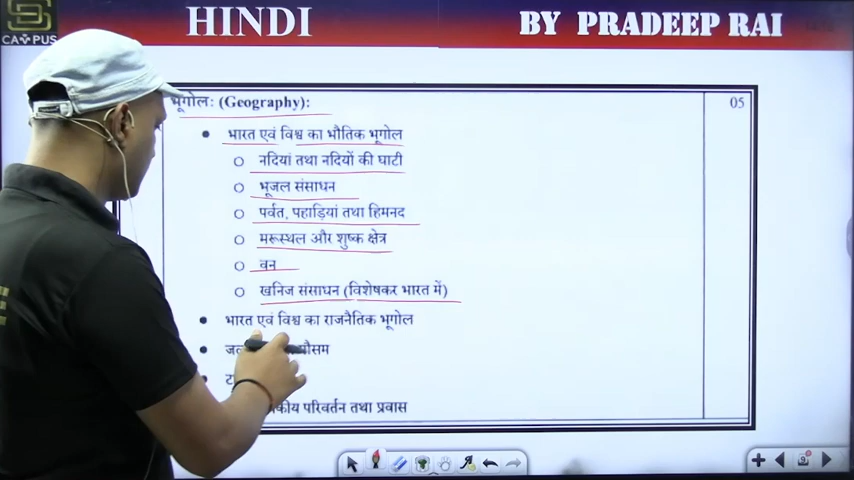 CAMPUS
HINDI
BY PRADEEP RAI
भूगोलः (Geography):
05
भारत एवं विश्व का भौतिक भूगोल
नदियां तथा नदियों की घाटी
भूजल संसाधन
पर्वत, पहाड़ियां तथा हिमनद
मरूस्थल और शुष्क क्षेत्र
वन
खनिज संसाधन (विशेषकर भारत में)
भारत एवं विश्व का राजनैतिक भूगोल
मौसम
परिवर्तन तथा प्रवास